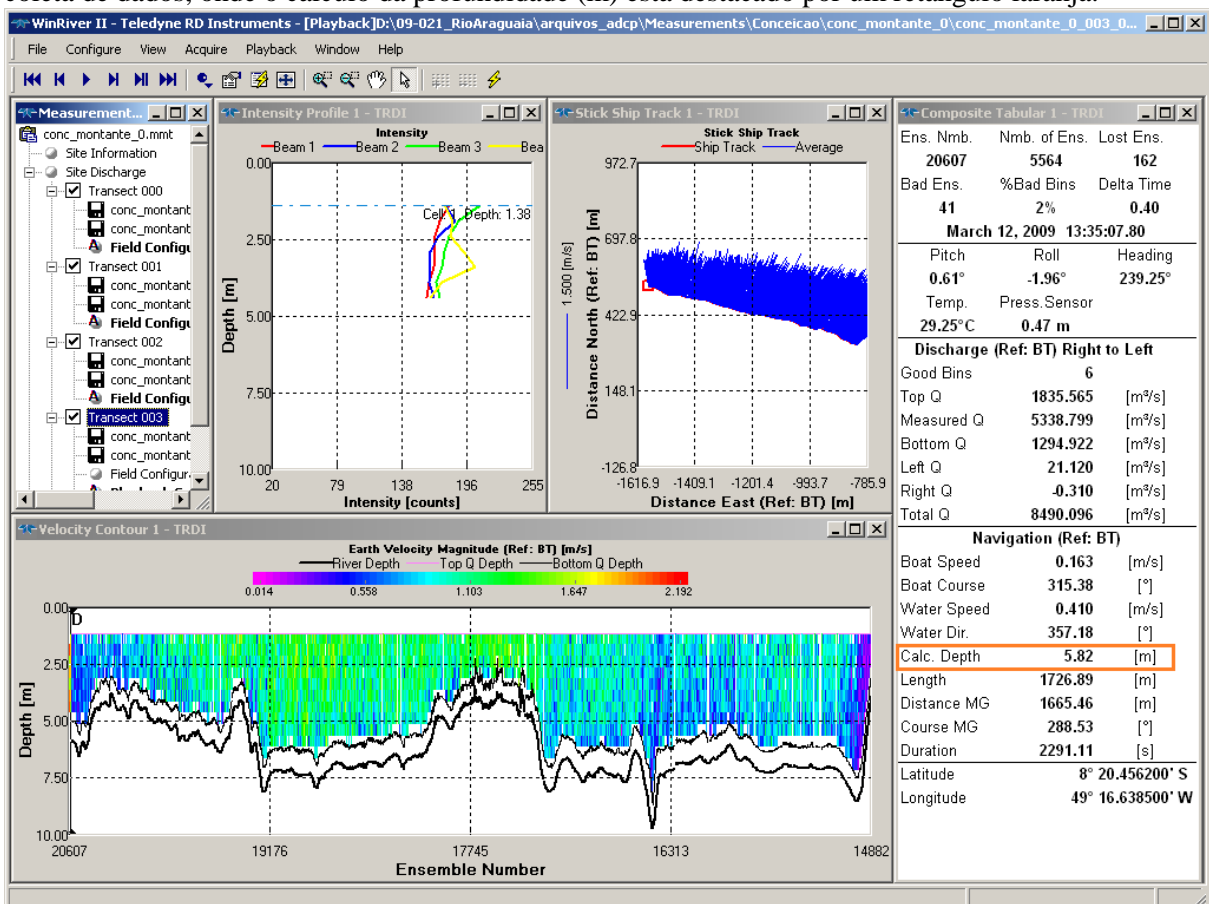 coleta de dados, onde o cálculo da profundidade (m) está destacado por um retângulo laranja.
WinRiver II - Teledyne RD Instruments - [Playback]D:\09-021_RioAraguaia\arquivos_adcp\Measurements\Conceicao\conc_montante_0\conc_montante_0_003_0...
File Configure View Acquire Playback Window Help
Measurement...
conc_montante_0.mmt
Site Information
Site Discharge
Transect 000
conc_montant
conc_montant
Field Configu
Transect 001
conc_montant
conc_montant
Field Configu
Transect 002
conc_montant
conc_montant
Field Configu
Transect 003
conc_montant
conc_montant
Field Configur
Intensity Profile 1 - TRDI
Intensity
Beam 1 Beam 2 Beam 3 Bea
0.00
Cell: 1, Depth: 1.38
2.50
5.00
7.50
10.00
Depth [m]
20 79 138 196 255
Intensity [counts]
Stick Ship Track 1 - TRDI
Stick Ship Track
Ship Track Average
972.7
697.8
422.9
148.1
-126.8
1.500 [m/s]
Distance North (Ref: BT) [m]
-1616.9 -1409.1 -1201.4 -993.7 -785.9
Distance East (Ref: BT) [m]
Composite Tabular 1 - TRDI
Ens. Nmb. Nmb. of Ens. Lost Ens.
20607 5564 162
Bad Ens. %Bad Bins Delta Time
41 2% 0.40
March 12, 2009 13:35:07.80
Pitch Roll Heading
0.61° -1.96° 239.25°
Temp. Press.Sensor
29.25°C 0.47 m
Discharge (Ref: BT) Right to Left
Good Bins 6
Top Q 1835.565 [m³/s]
Measured Q 5338.799 [m³/s]
Bottom Q 1294.922 [m³/s]
Left Q 21.120 [m³/s]
Right Q -0.310 [m³/s]
Total Q 8490.096 [m³/s]
Navigation (Ref: BT)
Boat Speed 0.163 [m/s]
Boat Course 315.38 [°]
Water Speed 0.410 [m/s]
Water Dir. 357.18 [°]
Calc. Depth 5.82 [m]
Length 1726.89 [m]
Distance MG 1665.46 [m]
Course MG 288.53 [°]
Duration 2291.11 [s]
Latitude 8° 20.456200' S
Longitude 49° 16.638500' W
Velocity Contour 1 - TRDI
Earth Velocity Magnitude (Ref: BT) [m/s]
River Depth Top Q Depth Bottom Q Depth
0.014 0.558 1.103 1.647 2.192
0.00
D
2.50
5.00
7.50
10.00
Depth [m]
20607 19176 17745 16313 14882
Ensemble Number